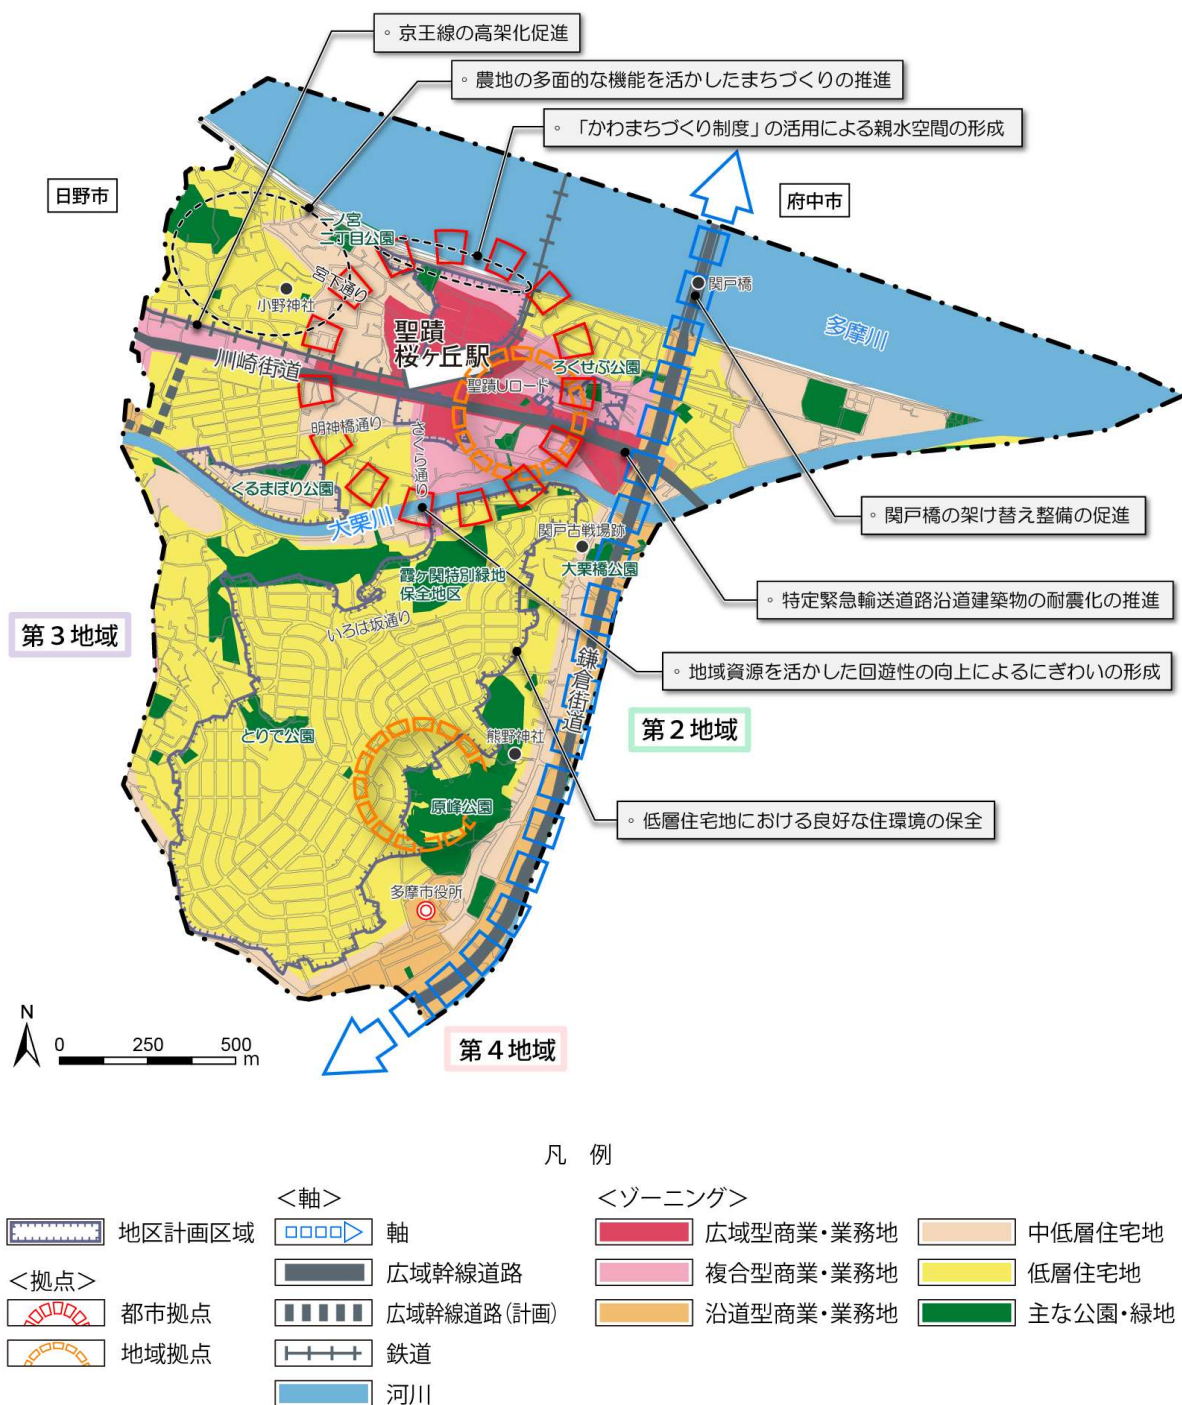 。京王線の高架化促進
。農地の多面的な機能を活かしたまちづくりの推進
。「かわまちづくり制度」の活用による親水空間の形成
日野市
府中市
一ノ宮
二丁目公園
宮下通り
小野神社
関戸橋
多摩川
聖蹟
桜ヶ丘駅
川崎街道
聖蹟Uロード
ろくせぶ公園
明神橋通り
さくら通り
くるまぼり公園
大栗川
。関戸橋の架け替え整備の促進
関戸古戦場跡
大栗橋公園
霞ヶ関特別緑地
保全地区
。特定緊急輸送道路沿道建築物の耐震化の推進
第3地域
いろは坂通り
。地域資源を活かした回遊性の向上によるにぎわいの形成
鎌倉街道
第2地域
とりで公園
熊野神社
原峰公園
。低層住宅地における良好な住環境の保全
多摩市役所
N
0 250 500
m
第4地域
凡 例
地区計画区域
＜拠点＞
都市拠点
地域拠点
＜軸＞
軸
広域幹線道路
広域幹線道路（計画）
鉄道
河川
＜ゾーニング＞
広域型商業・業務地
複合型商業・業務地
沿道型商業・業務地
中低層住宅地
低層住宅地
主な公園・緑地